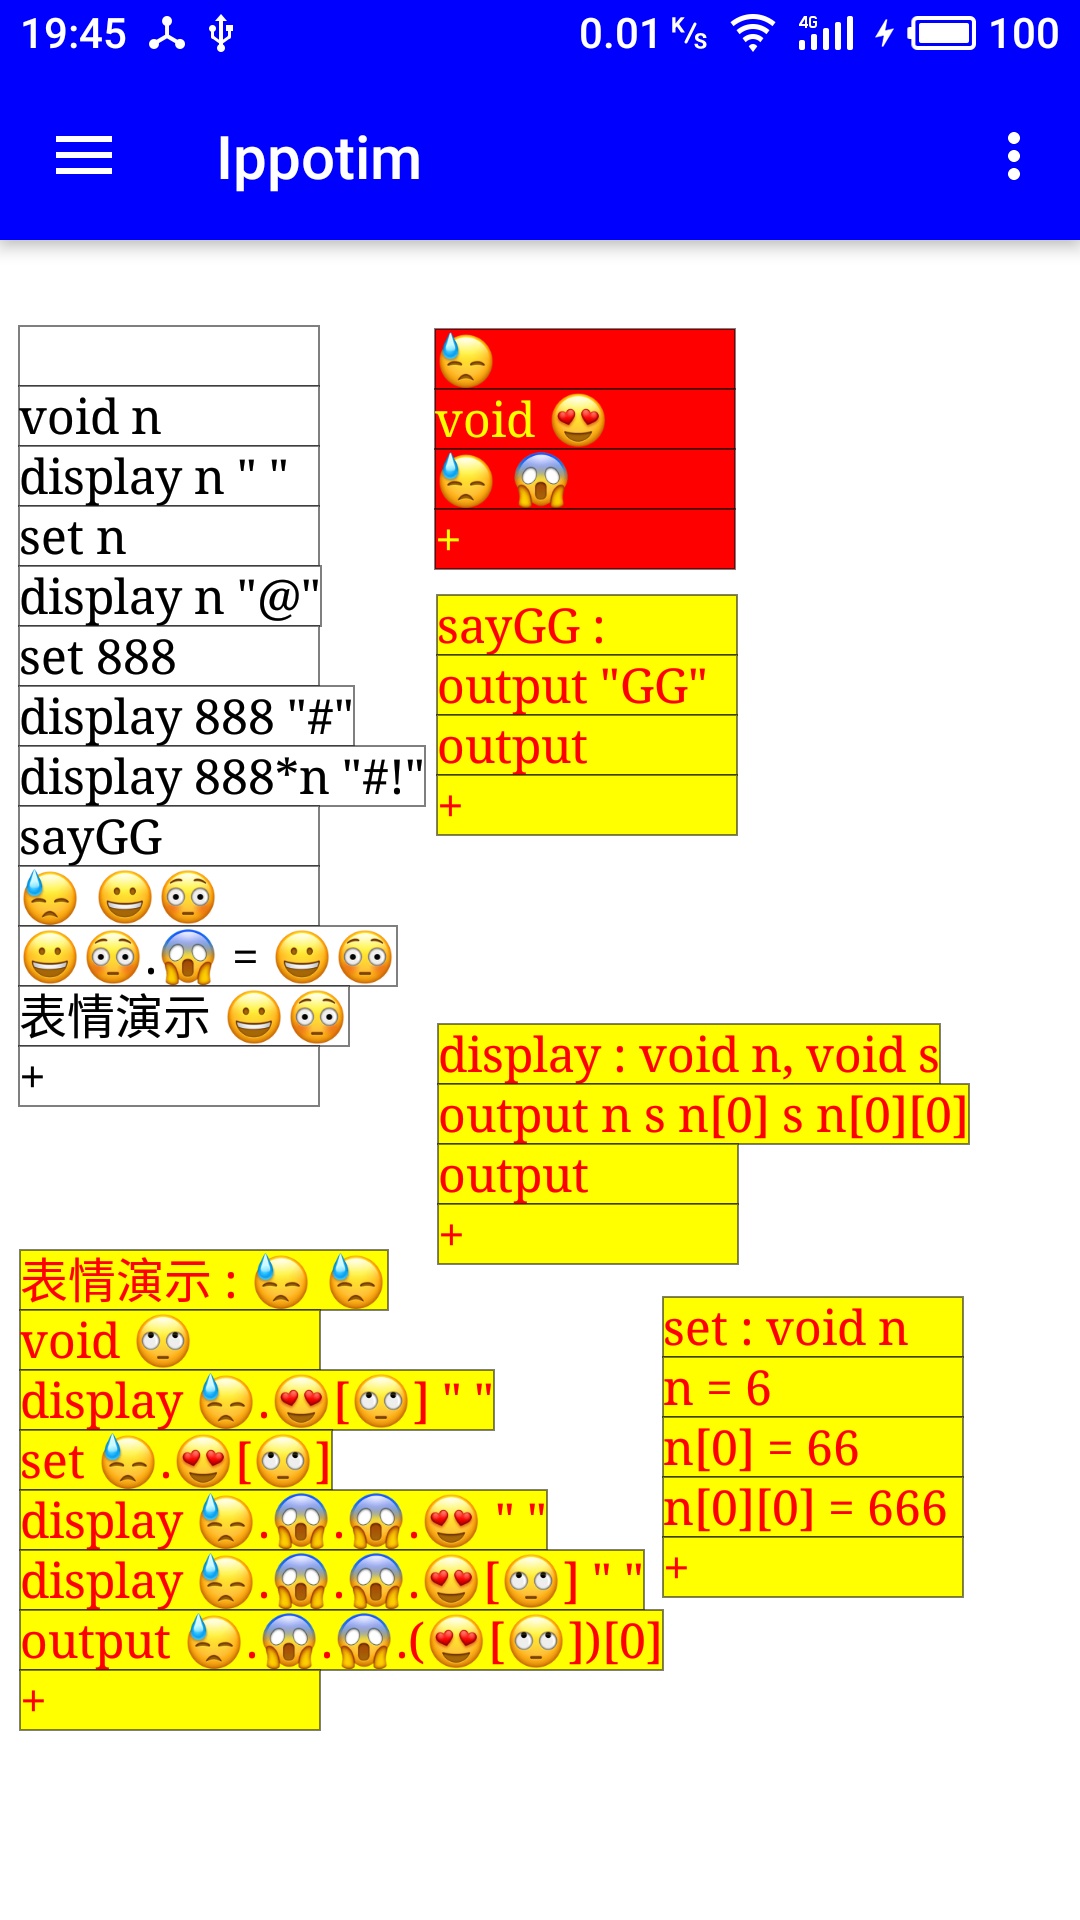 19:45 0.01 K/s 4G 100
Ippotim
void n
display n " "
set n
display n "@"
set 888
display 888 "#"
display 888*n "#!"
sayGG
😓 😀😳
😀😳.😱 = 😀😳
表情演示 😀😳
+
😓
void 😍
😓 😱
+
sayGG :
output "GG"
output
+
display : void n, void s
output n s n[0] s n[0][0]
output
+
表情演示 : 😓 😓
void 🙄
display 😓.😍[🙄] " "
set 😓.😍[🙄]
display 😓.😱.😱.😍 " "
display 😓.😱.😱.😍[🙄] " "
output 😓.😱.😱.(😍[🙄])[0]
+
set : void n
n = 6
n[0] = 66
n[0][0] = 666
+